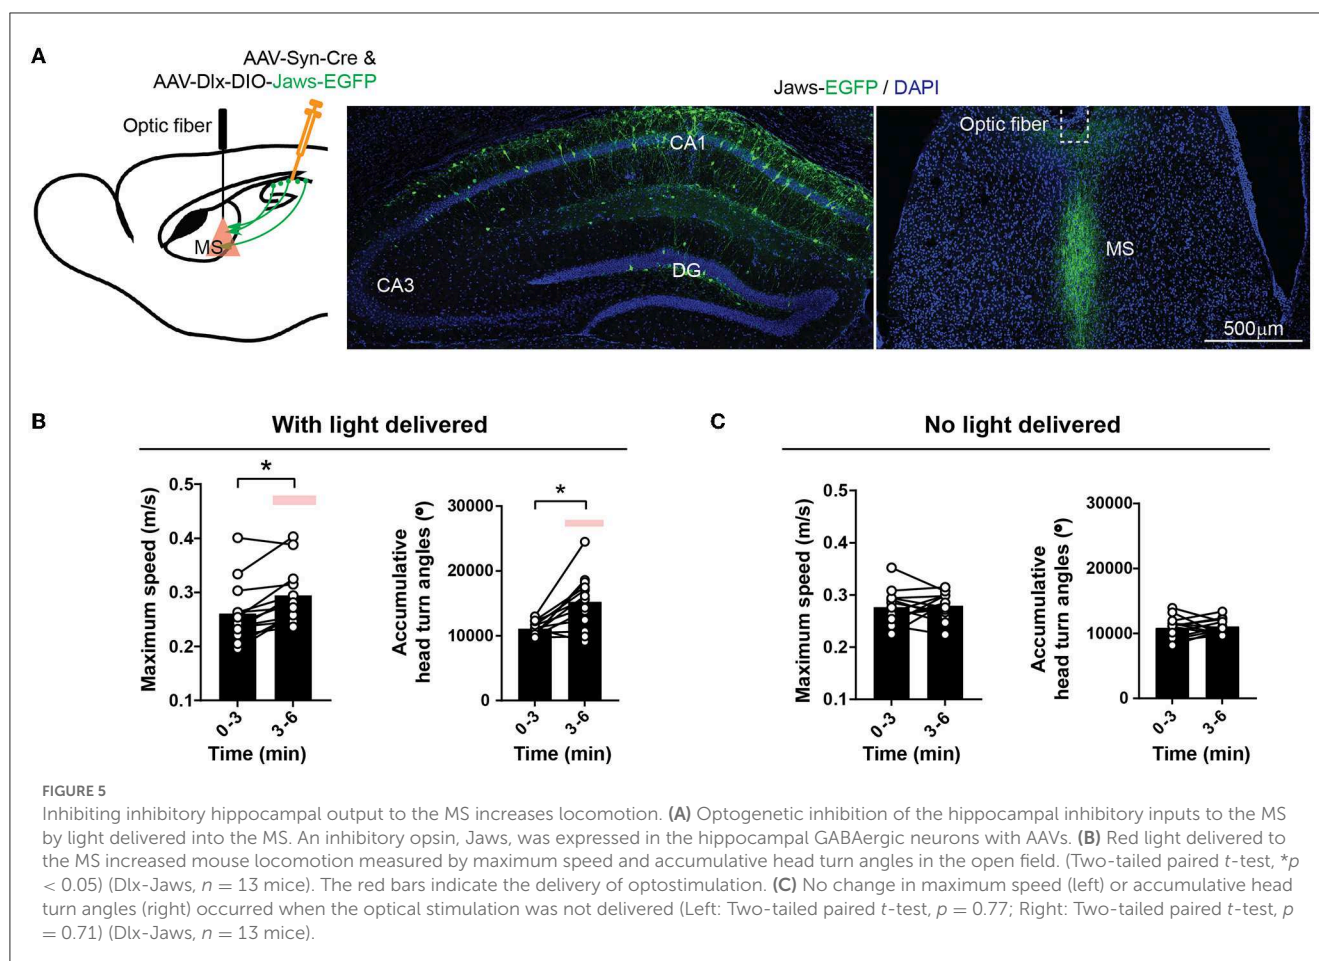 A
AAV-Syn-Cre &
AAV-Dlx-DIO-Jaws-EGFP
Optic fiber
MS
Jaws-EGFP / DAPI
CA1
CA3
DG
Optic fiber
MS
500μm
B
With light delivered
*
Maximum speed (m/s)
0.5
0.4
0.3
0.2
0.1
0-3
3-6
Time (min)
*
Accumulative
head turn angles (°)
30000
20000
10000
0
0-3
3-6
Time (min)
C
No light delivered
Maximum speed (m/s)
0.5
0.4
0.3
0.2
0.1
0-3
3-6
Time (min)
Accumulative
head turn angles (°)
30000
20000
10000
0
0-3
3-6
Time (min)
FIGURE 5
Inhibiting inhibitory hippocampal output to the MS increases locomotion. (A) Optogenetic inhibition of the hippocampal inhibitory inputs to the MS
by light delivered into the MS. An inhibitory opsin, Jaws, was expressed in the hippocampal GABAergic neurons with AAVs. (B) Red light delivered to
the MS increased mouse locomotion measured by maximum speed and accumulative head turn angles in the open field. (Two-tailed paired t-test, *p
< 0.05) (Dlx-Jaws, n = 13 mice). The red bars indicate the delivery of optostimulation. (C) No change in maximum speed (left) or accumulative head
turn angles (right) occurred when the optical stimulation was not delivered (Left: Two-tailed paired t-test, p = 0.77; Right: Two-tailed paired t-test, p
= 0.71) (Dlx-Jaws, n = 13 mice).